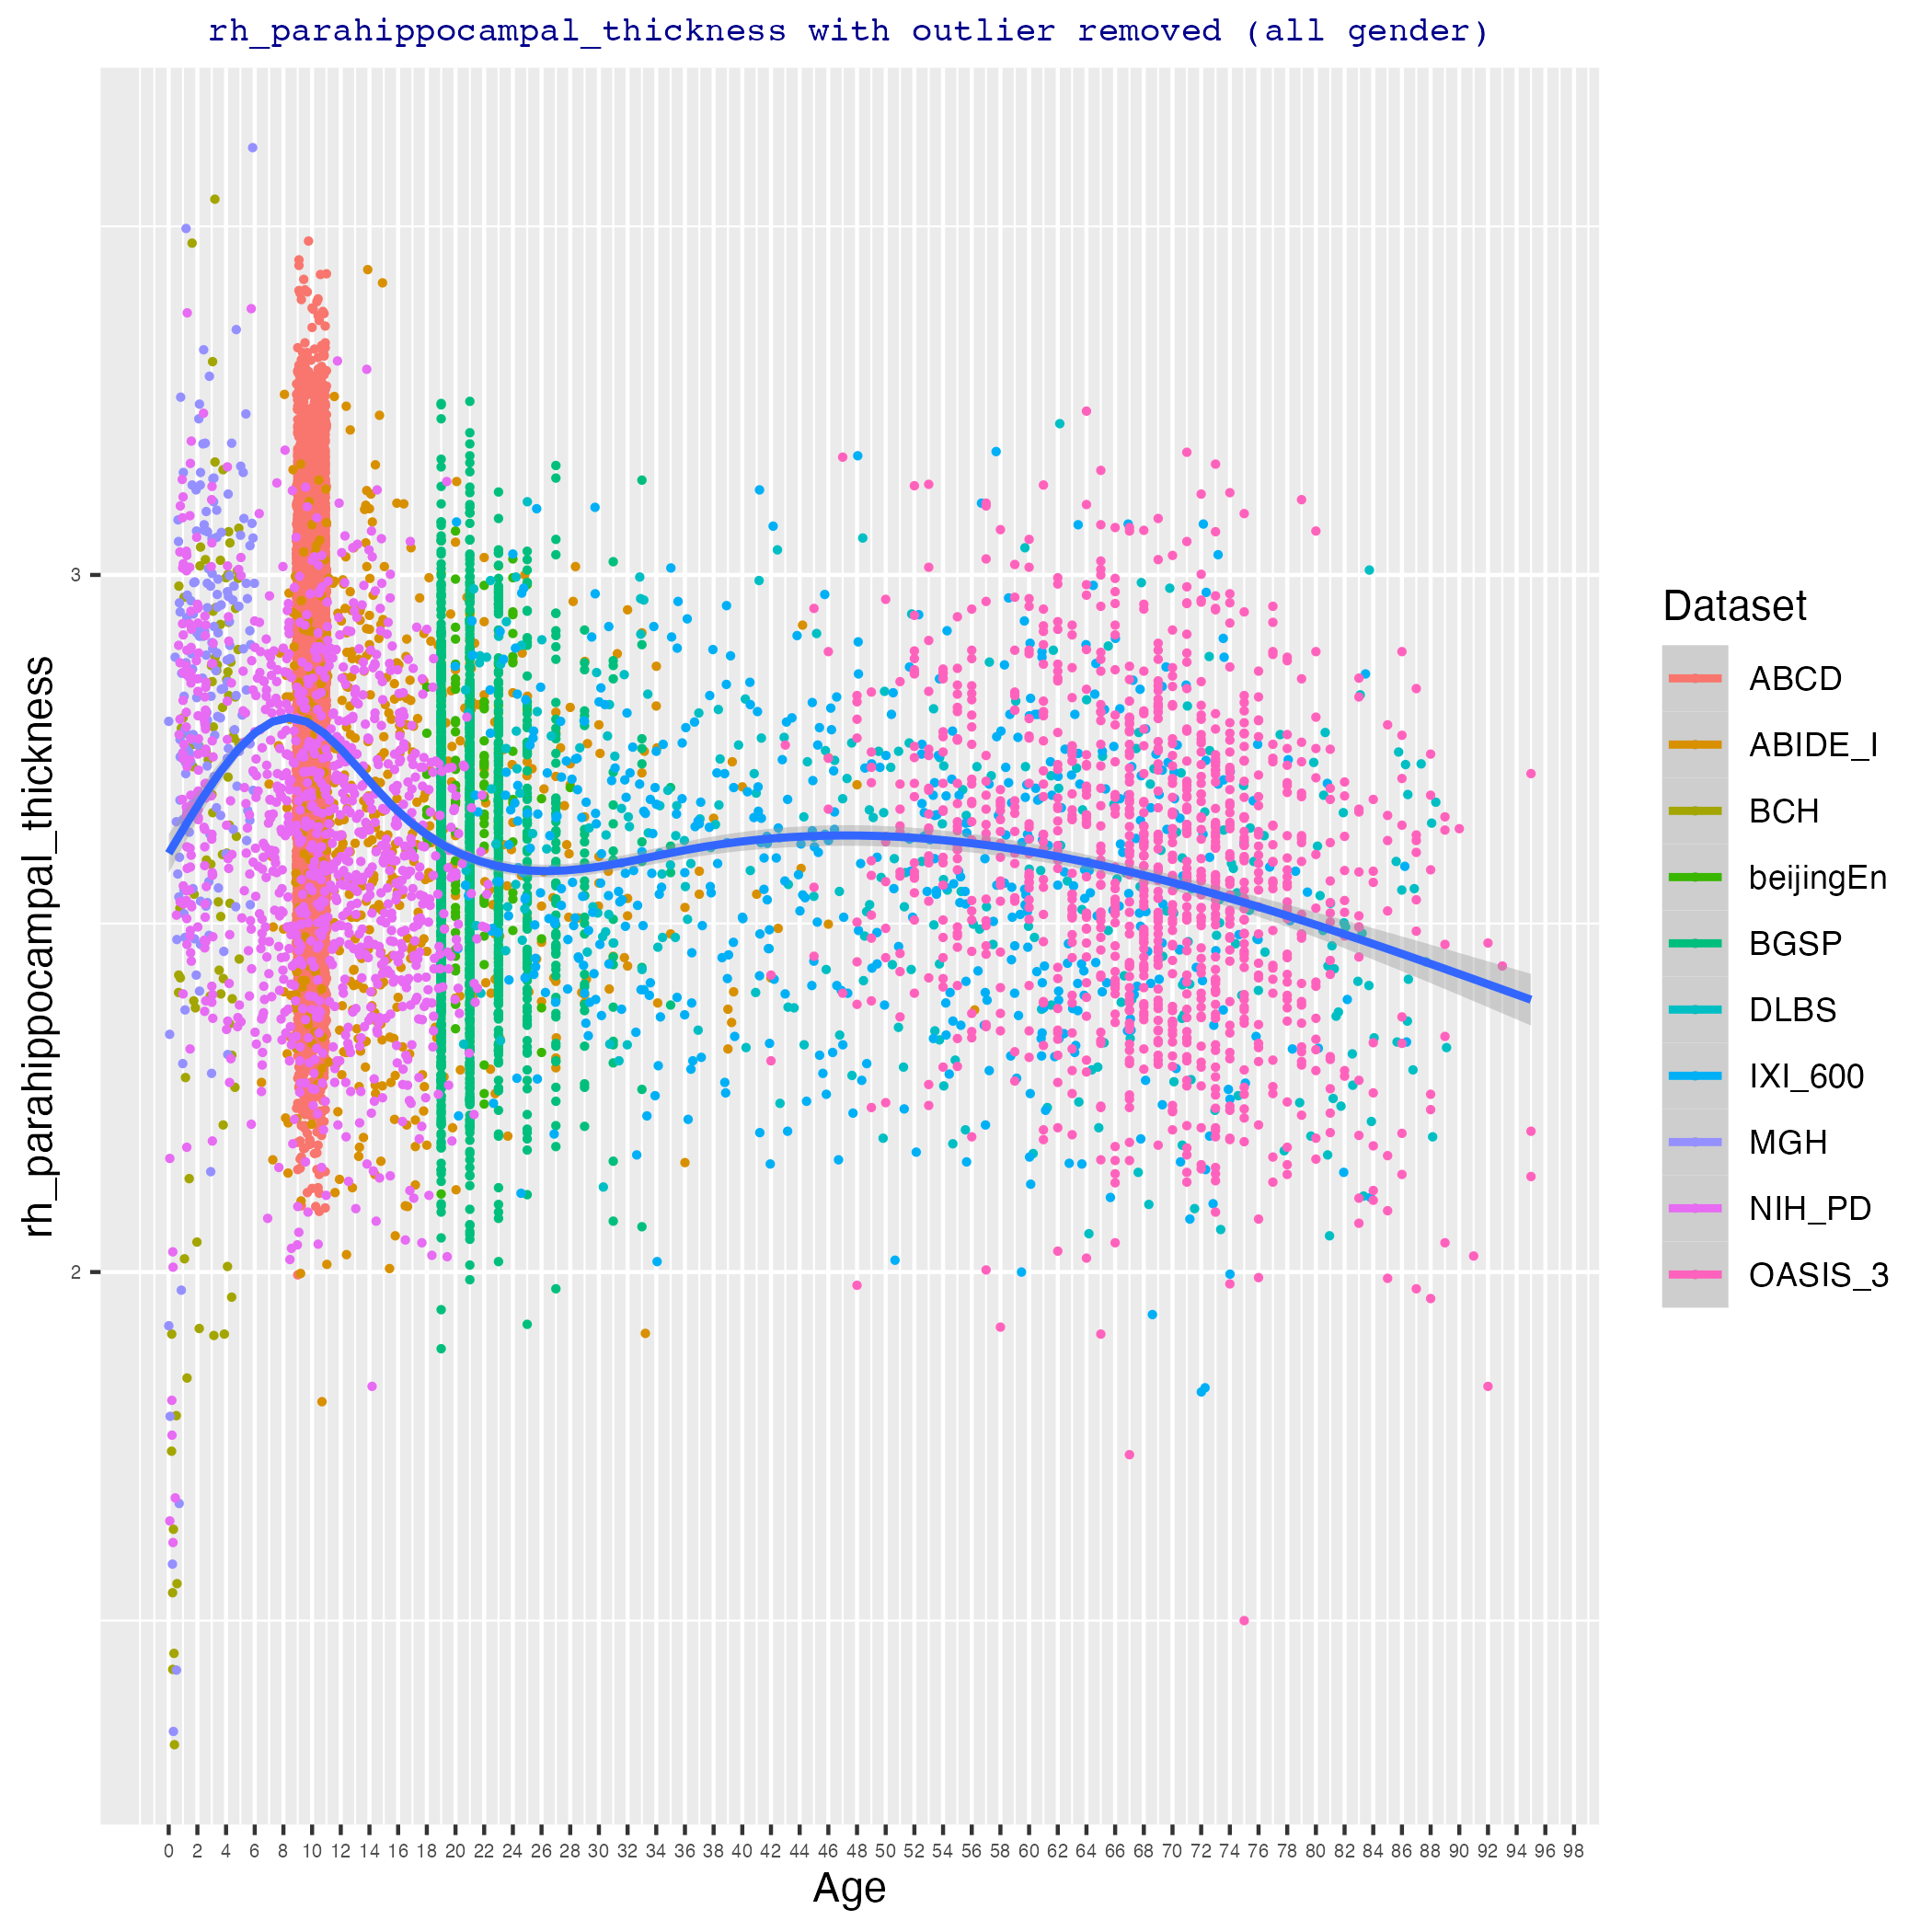 rh_parahippocampal_thickness with outlier removed (all gender)
rh_parahippocampal_thickness
3
2
0 2 4 6 8 10 12 14 16 18 20 22 24 26 28 30 32 34 36 38 40 42 44 46 48 50 52 54 56 58 60 62 64 66 68 70 72 74 76 78 80 82 84 86 88 90 92 94 96 98
Age
Dataset
ABCD
ABIDE_I
BCH
beijingEn
BGSP
DLBS
IXI_600
MGH
NIH_PD
OASIS_3